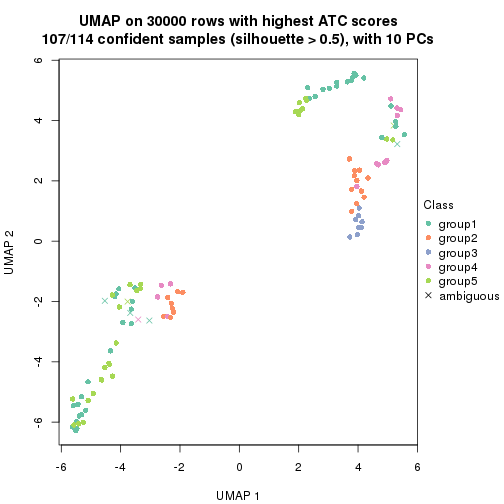 UMAP on 30000 rows with highest ATC scores
107/114 confident samples (silhouette > 0.5), with 10 PCs
6
4
2
0
-2
-4
-6
UMAP 2
-6
-4
-2
0
2
4
6
UMAP 1
Class
group1
group2
group3
group4
group5
ambiguous